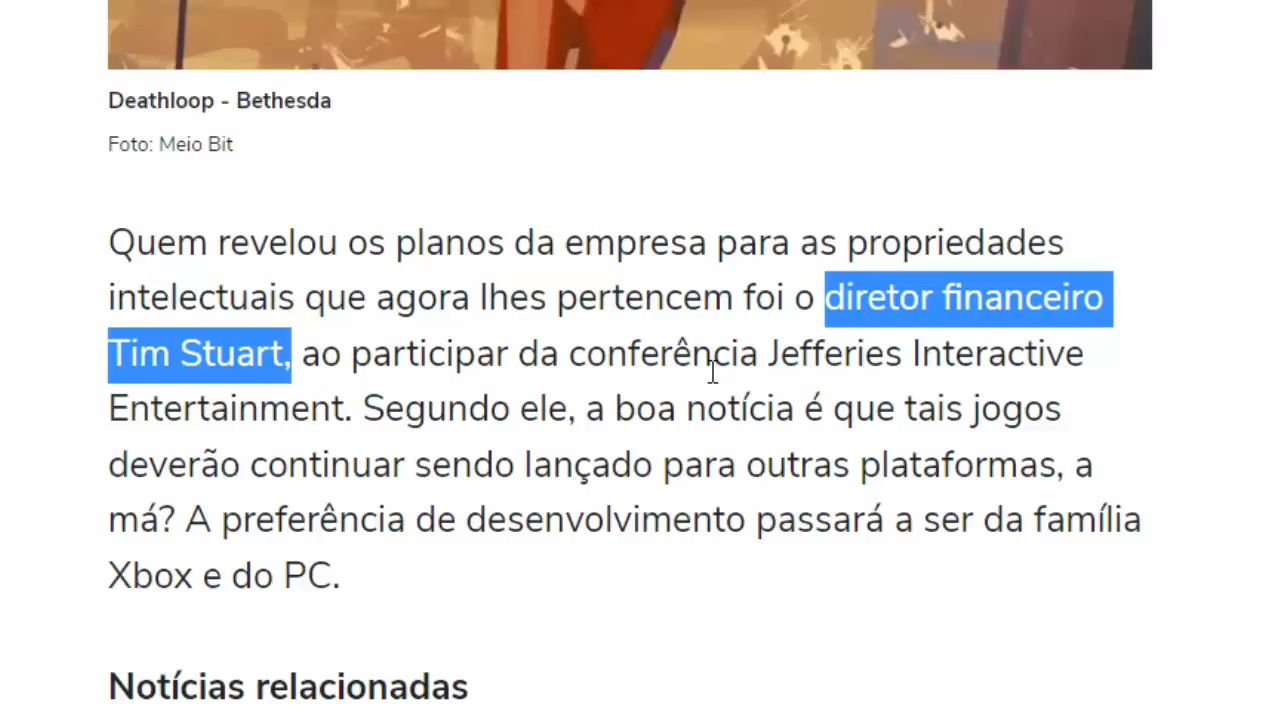 Deathloop - Bethesda
Foto: Meio Bit
Quem revelou os planos da empresa para as propriedades
intelectuais que agora lhes pertencem foi o diretor financeiro
Tim Stuart, ao participar da conferência Jefferies Interactive
Entertainment. Segundo ele, a boa notícia é que tais jogos
deverão continuar sendo lançado para outras plataformas, a
má? A preferência de desenvolvimento passará a ser da família
Xbox e do PC.
Notícias relacionadas